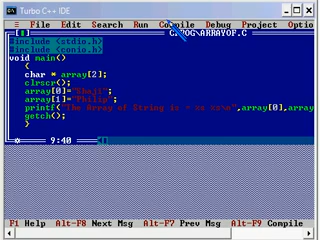 Turbo C++ IDE
≡ File Edit Search Run Compile Debug Project Optio
C:\PROG\ARRAYOF.C
#include <stdio.h>
#include <conio.h>
void main()
{
char * array[2];
clrscr();
array[0]="Shaji";
array[1]="Philip";
printf("The Array of String is = %s %s\n",array[0],array
getch();
}
9:40
F1 Help Alt-F8 Next Msg Alt-F7 Prev Msg Alt-F9 Compile